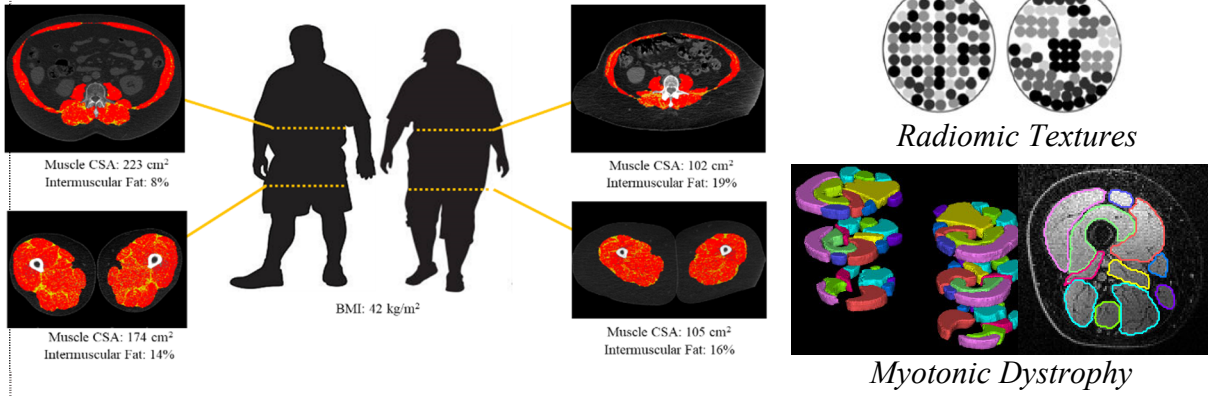 Muscle CSA: 223 cm²
Intermuscular Fat: 8%
Muscle CSA: 174 cm²
Intermuscular Fat: 14%
BMI: 42 kg/m²
Muscle CSA: 102 cm²
Intermuscular Fat: 19%
Muscle CSA: 105 cm²
Intermuscular Fat: 16%
Radiomic Textures
Myotonic Dystrophy